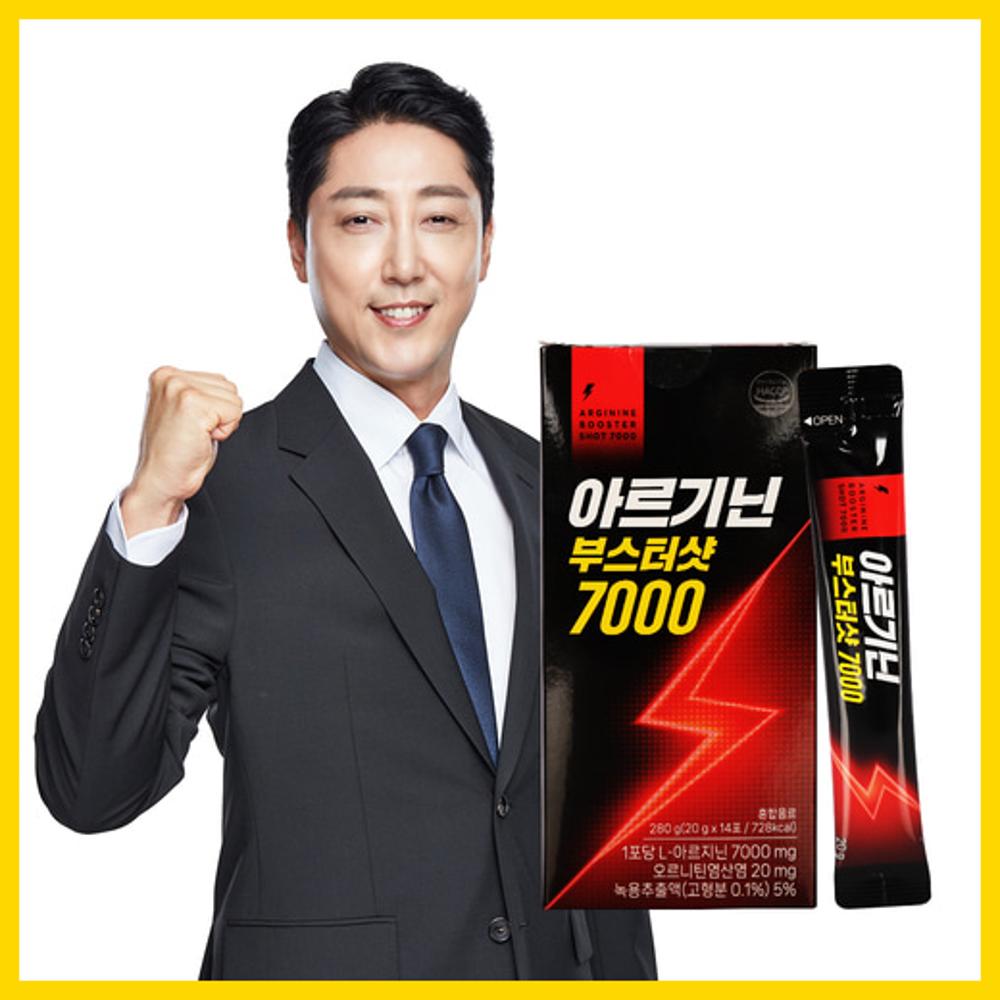 ARGININE
BOOSTER
SHOT 7000
HACCP
아르기닌
부스터샷
7000
혼합음료
280 g(20 g x 14포 / 728kcal)
1포당 L-아르지닌 7000 mg
오르니틴염산염 20 mg
녹용추출액(고형분 0.1%) 5%
◀OPEN
ARGININE
BOOSTER
SHOT 7000
아르기닌
부스터샷 7000
20g